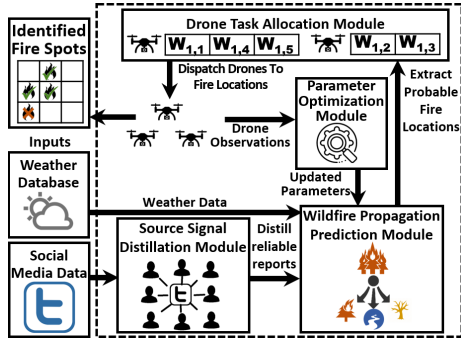 Identified
Fire Spots
Drone Task Allocation Module
W1,1 W1,4 W1,5 W1,2 W1,3
Dispatch Drones To
Fire Locations
Parameter
Optimization
Module
Extract
Probable
Fire
Locations
Drone
Observations
Inputs
Weather
Database
Updated
Parameters
Weather Data
Source Signal
Distillation Module
Distill
reliable
reports
Wildfire Propagation
Prediction Module
Social
Media Data